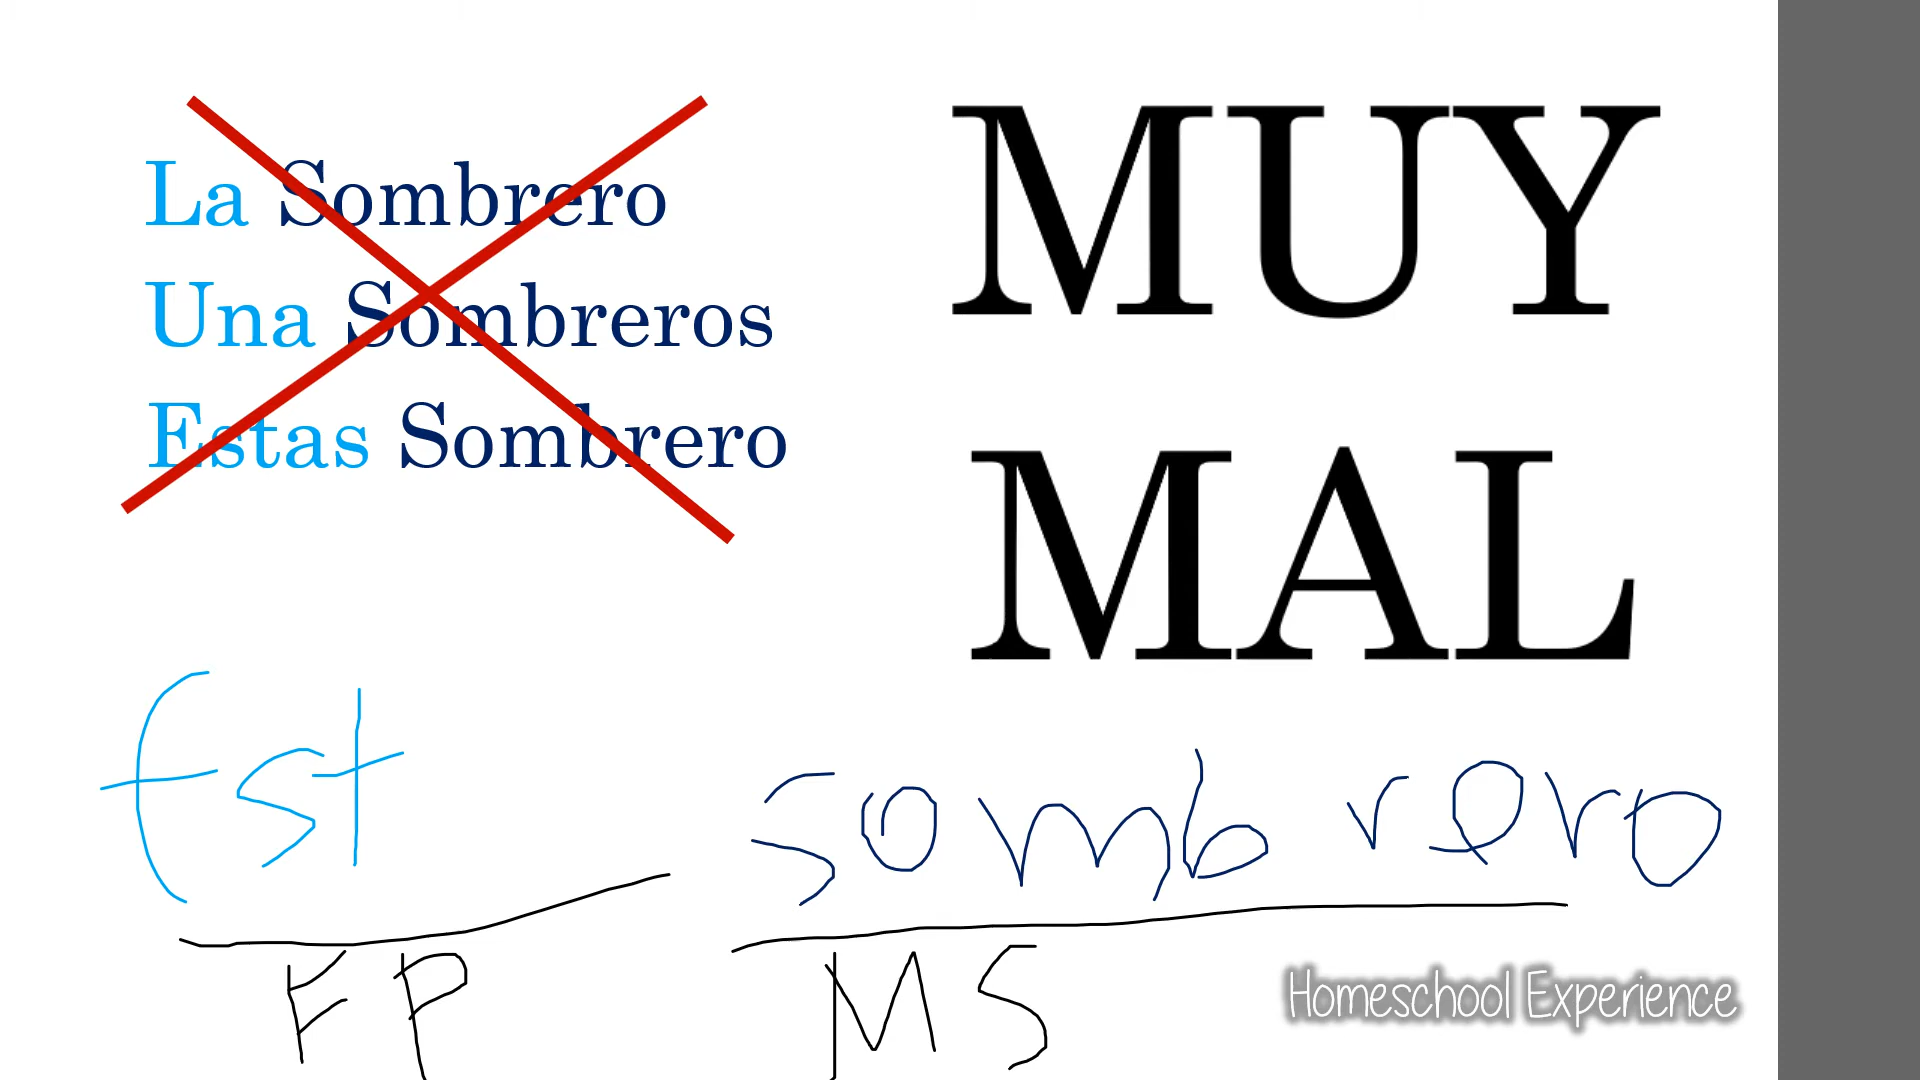 La Sombrero
Una Sombreros
Estas Sombrero
MUY
MAL
Est sombrero
FP MS
Homeschool Experience